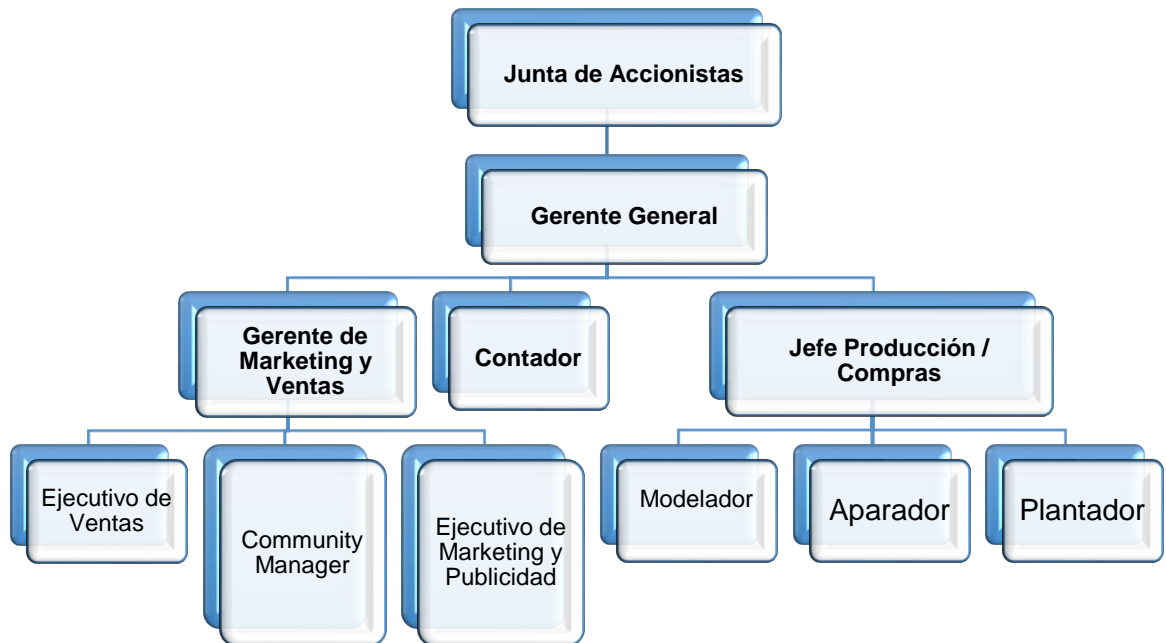 Junta de Accionistas
Gerente General
Gerente de
Marketing y
Ventas
Contador
Jefe Producción /
Compras
Ejecutivo de
Ventas
Community
Manager
Ejecutivo de
Marketing y
Publicidad
Modelador
Aparador
Plantador